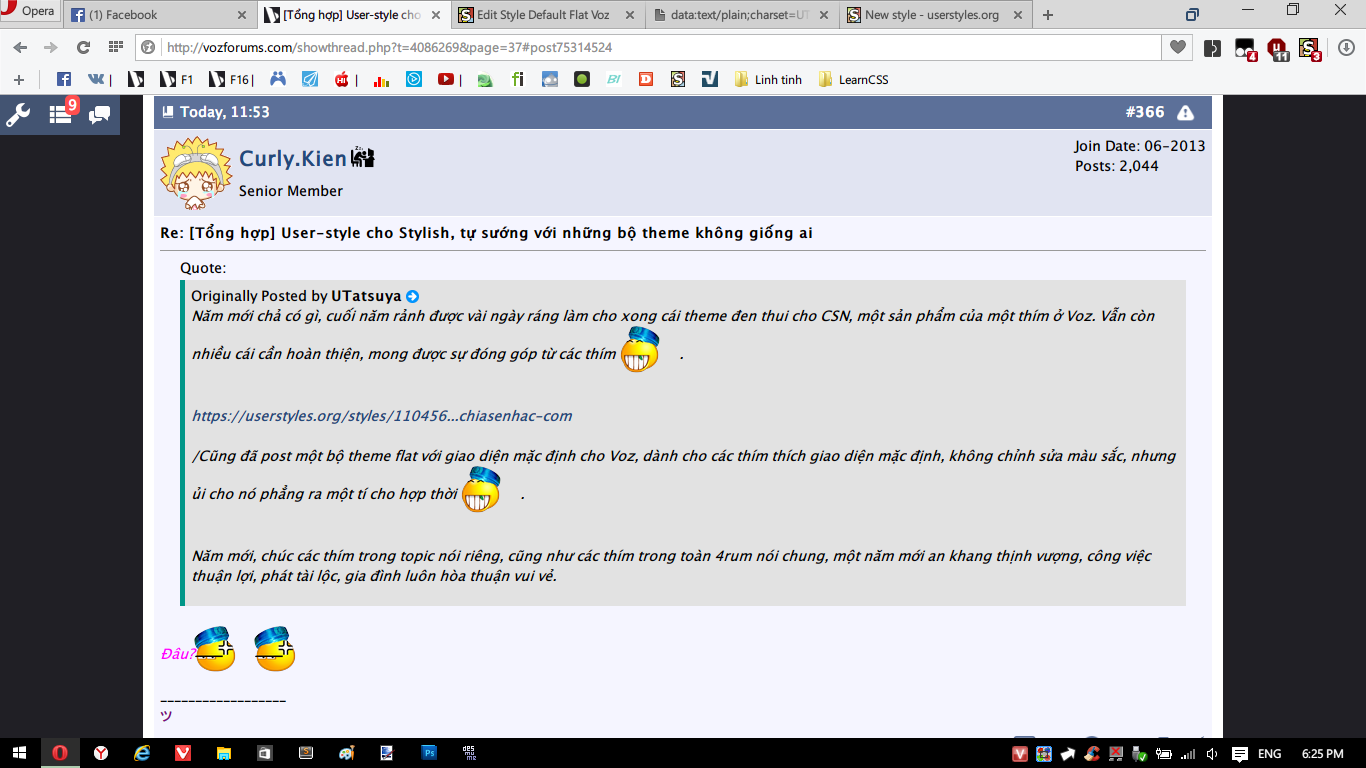 Opera
(1) Facebook
[Tổng hợp] User-style cho
Edit Style Default Flat Voz
data:text/plain;charset=UT
New style - userstyles.org
http://vozforums.com/showthread.php?t=4086269&page=37#post75314524
4
11
3
F1
F16
Linh tinh
LearnCSS
9
Today, 11:53
#366
Curly.Kien
Senior Member
Join Date: 06-2013
Posts: 2,044
Re: [Tổng hợp] User-style cho Stylish, tự sướng với những bộ theme không giống ai
Quote:
Originally Posted by UTatsuya
Năm mới chả có gì, cuối năm rảnh được vài ngày ráng làm cho xong cái theme đen thui cho CSN, một sản phẩm của một thím ở Voz. Vẫn còn
nhiều cái cần hoàn thiện, mong được sự đóng góp từ các thím .
https://userstyles.org/styles/110456...chiasenhac-com
/Cũng đã post một bộ theme flat với giao diện mặc định cho Voz, dành cho các thím thích giao diện mặc định, không chỉnh sửa màu sắc, nhưng
ủi cho nó phẳng ra một tí cho hợp thời .
Năm mới, chúc các thím trong topic nói riêng, cũng như các thím trong toàn 4rum nói chung, một năm mới an khang thịnh vượng, công việc
thuận lợi, phát tài lộc, gia đình luôn hòa thuận vui vẻ.
Đâu?
__________________
ツ
ENG
6:25 PM